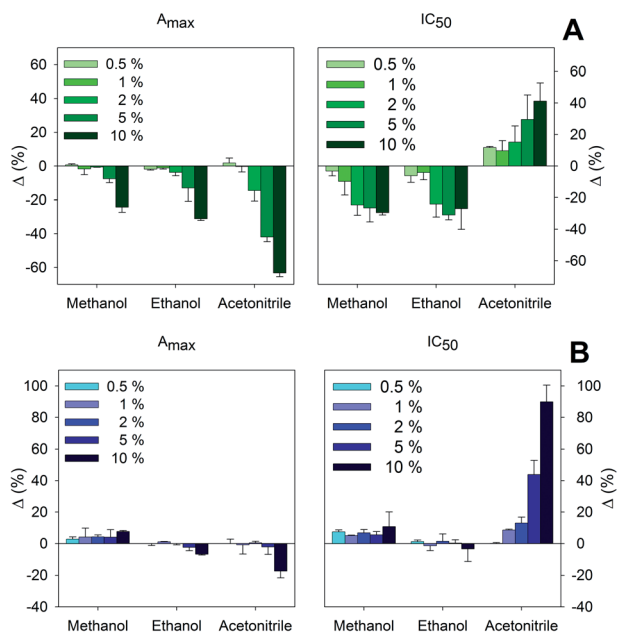 A
Amax
IC50
60
40
20
0
-20
-40
-60
Δ (%)
0.5 %
1 %
2 %
5 %
10 %
Methanol
Ethanol
Acetonitrile
0.5 %
1 %
2 %
5 %
10 %
Methanol
Ethanol
Acetonitrile
60
40
20
0
-20
-40
-60
Δ (%)
B
Amax
IC50
100
80
60
40
20
0
-20
-40
Δ (%)
0.5 %
1 %
2 %
5 %
10 %
Methanol
Ethanol
Acetonitrile
0.5 %
1 %
2 %
5 %
10 %
Methanol
Ethanol
Acetonitrile
100
80
60
40
20
0
-20
-40
Δ (%)